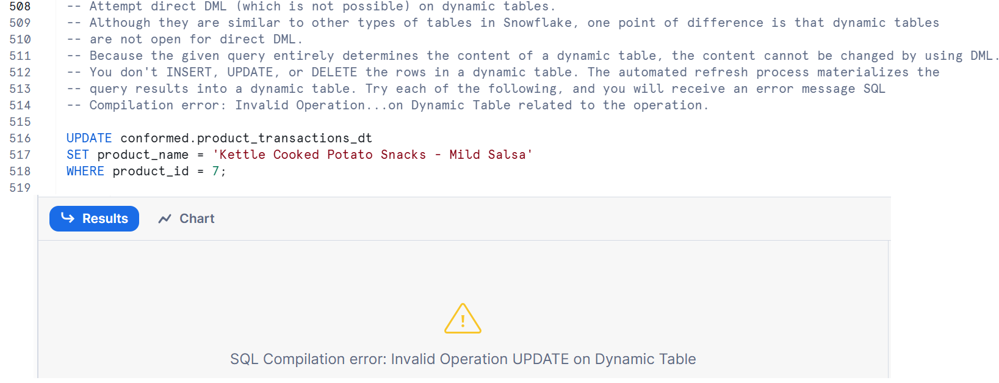 508 -- Attempt direct DML (which is not possible) on dynamic tables.
509 -- Although they are similar to other types of tables in Snowflake, one point of difference is that dynamic tables
510 -- are not open for direct DML.
511 -- Because the given query entirely determines the content of a dynamic table, the content cannot be changed by using DML.
512 -- You don't INSERT, UPDATE, or DELETE the rows in a dynamic table. The automated refresh process materializes the
513 -- query results into a dynamic table. Try each of the following, and you will receive an error message SQL
514 -- Compilation error: Invalid Operation...on Dynamic Table related to the operation.
515
516 UPDATE conformed.product_transactions_dt
517 SET product_name = 'Kettle Cooked Potato Snacks - Mild Salsa'
518 WHERE product_id = 7;
519
Results Chart
SQL Compilation error: Invalid Operation UPDATE on Dynamic Table